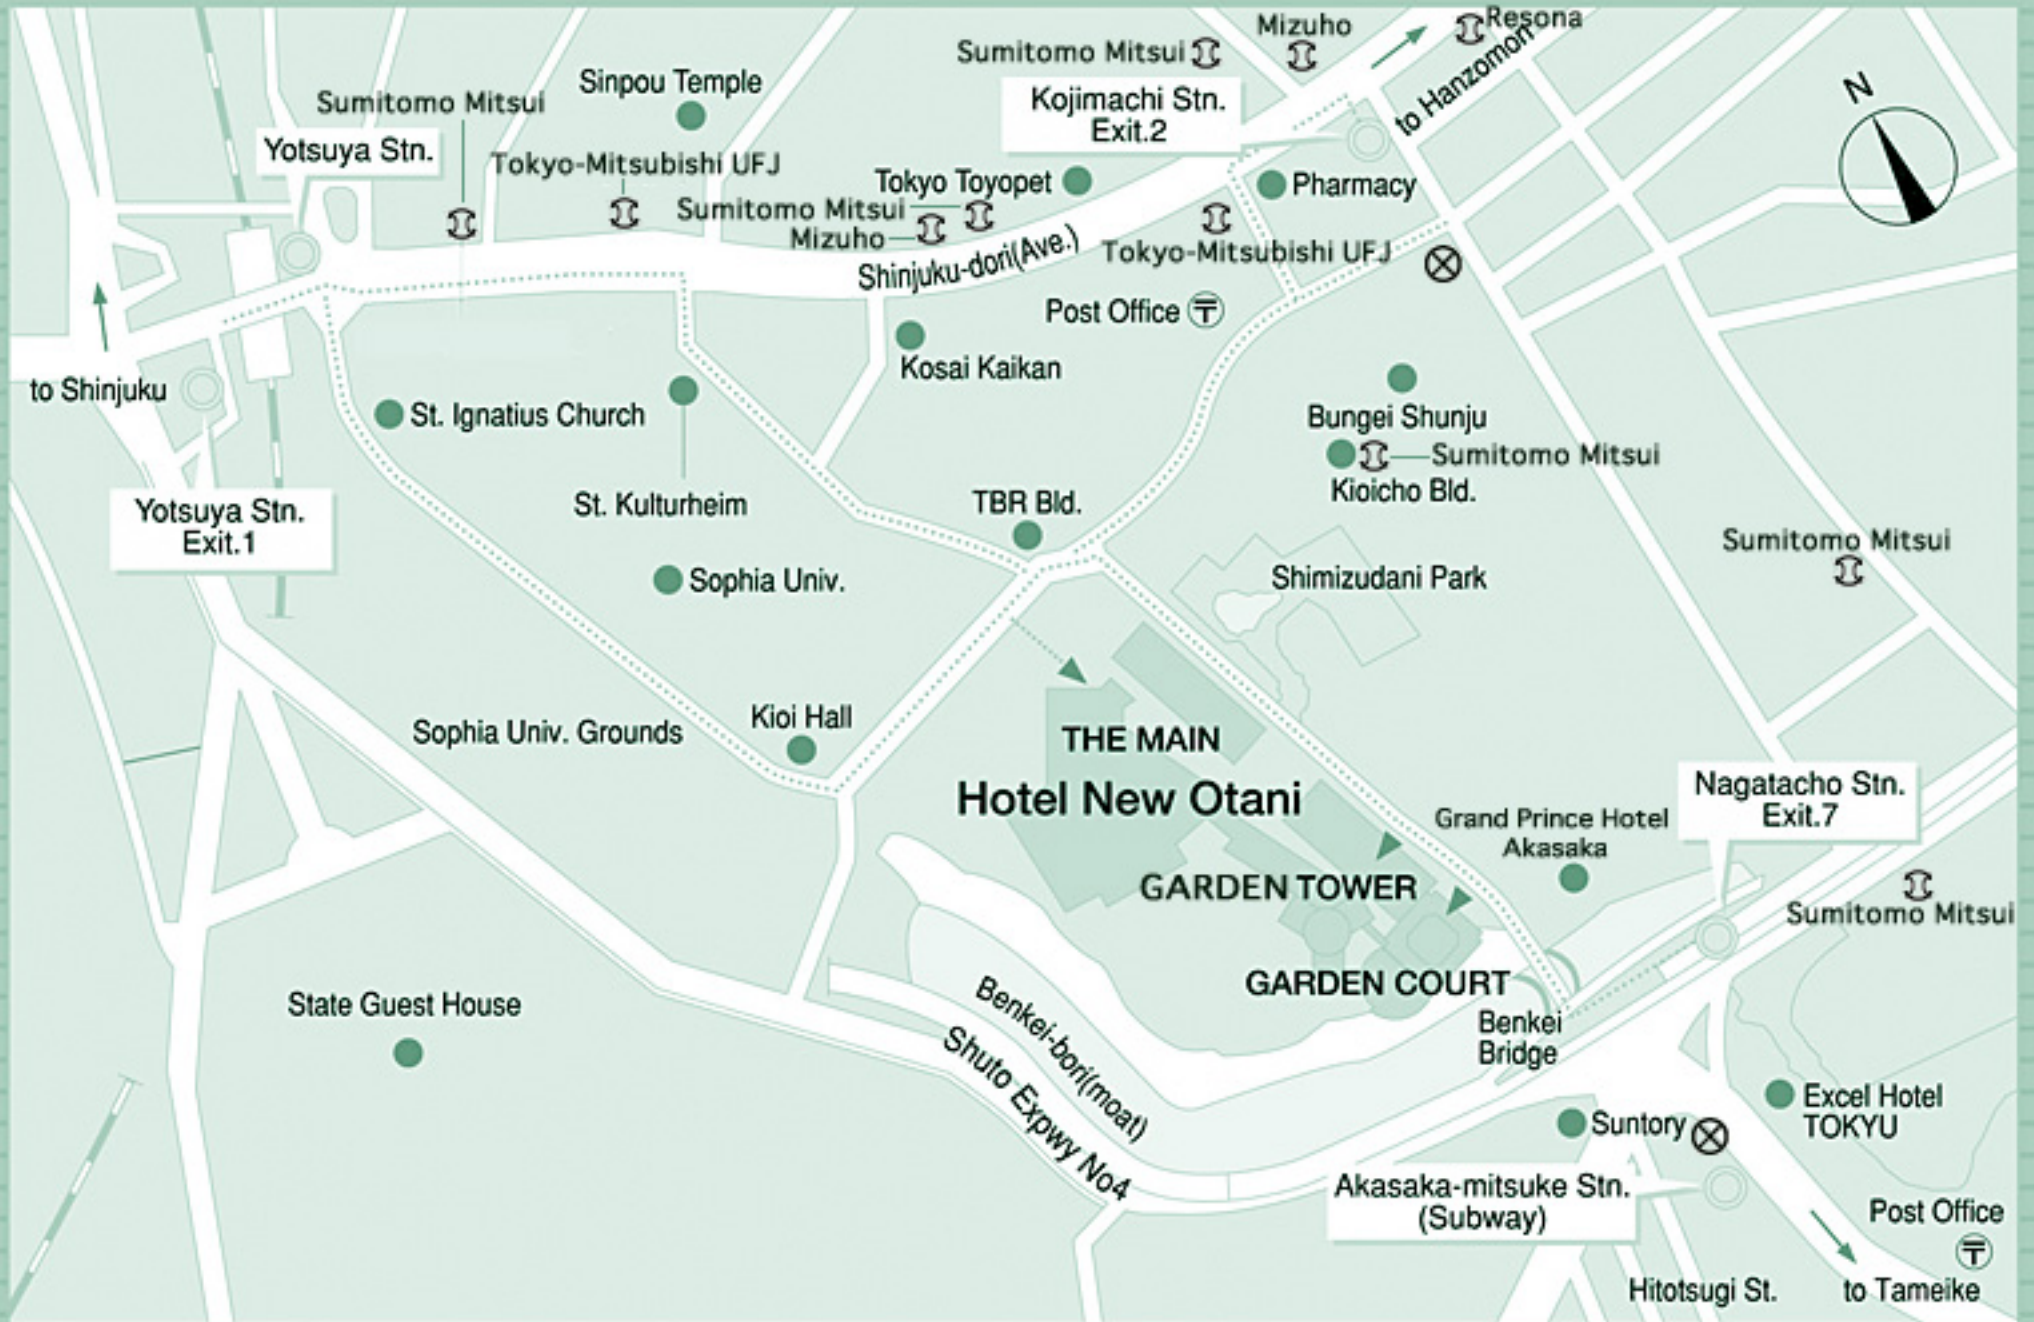 Resona
Mizuho
Sumitomo Mitsui
to Hanzomon
Sinpou Temple
Sumitomo Mitsui
Kojimachi Stn.
Exit.2
N
Yotsuya Stn.
Tokyo-Mitsubishi UFJ
Tokyo Toyopet
Pharmacy
Sumitomo Mitsui
Mizuho
Shinjuku-dori(Ave.)
Tokyo-Mitsubishi UFJ
Post Office
〒
Kosai Kaikan
to Shinjuku
St. Ignatius Church
Bungei Shunju
Sumitomo Mitsui
Kioicho Bld.
St. Kulturheim
TBR Bld.
Yotsuya Stn.
Exit.1
Sumitomo Mitsui
Sophia Univ.
Shimizudani Park
Kioi Hall
Sophia Univ. Grounds
THE MAIN
Hotel New Otani
Nagatacho Stn.
Exit.7
Grand Prince Hotel
Akasaka
GARDEN TOWER
Sumitomo Mitsui
GARDEN COURT
State Guest House
Benkei-bori(moat)
Benkei
Bridge
Shuto Expwy No4
Excel Hotel
TOKYU
Suntory
Akasaka-mitsuke Stn.
(Subway)
Post Office
〒
Hitotsugi St.
to Tameike